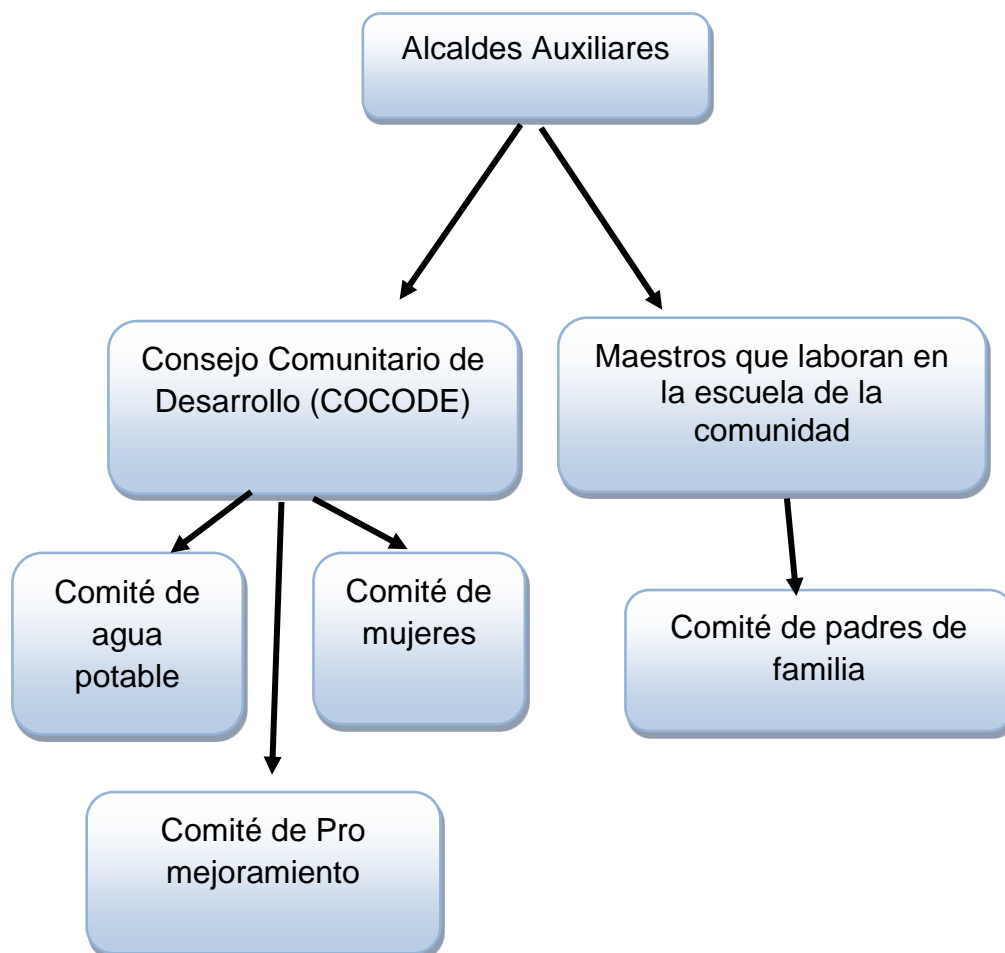 Alcaldes Auxiliares
Consejo Comunitario de
Desarrollo (COCODE)
Maestros que laboran en
la escuela de la
comunidad
Comité de
agua
potable
Comité de
mujeres
Comité de padres de
familia
Comité de Pro
mejoramiento